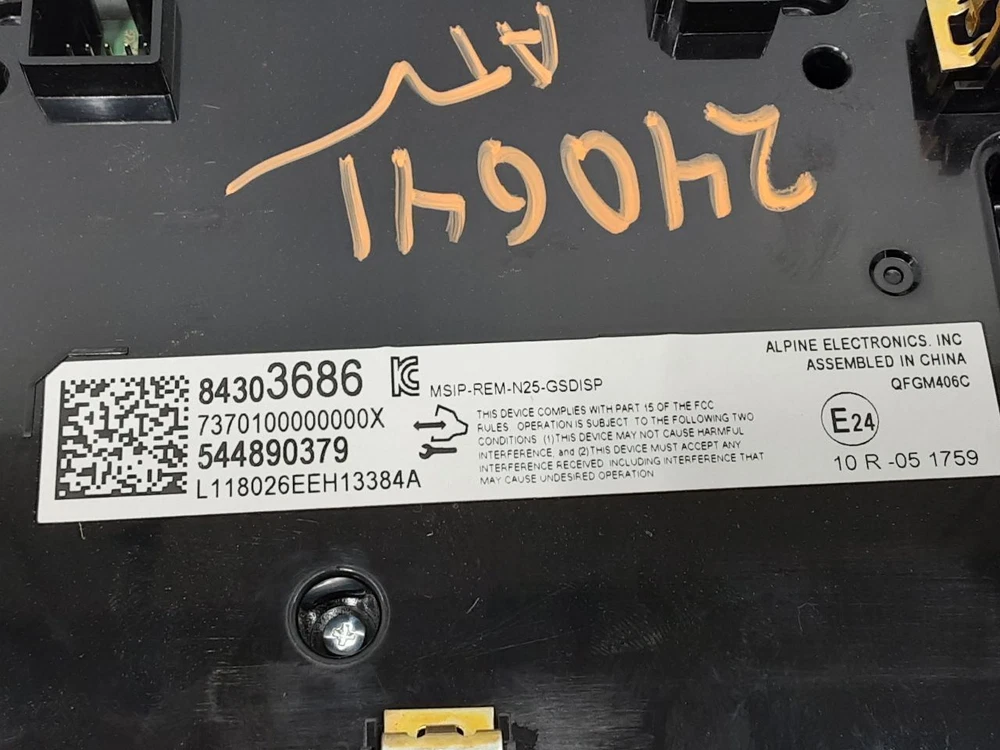 240641
AT
84303686
MSIP-REM-N25-GSDISP
7370100000000X
544890379
L118026EEH13384A
THIS DEVICE COMPLIES WITH PART 15 OF THE FCC
RULES. OPERATION IS SUBJECT TO THE FOLLOWING TWO
CONDITIONS. (1)THIS DEVICE MAY NOT CAUSE HARMFUL
INTERFERENCE, and (2)THIS DEVICE MUST ACCEPT ANY
INTERFERENCE RECEIVED. INCLUDING INTERFERENCE THAT
MAY CAUSE UNDESIRED OPERATION
ALPINE ELECTRONICS. INC
ASSEMBLED IN CHINA
QFGM406C
E24
10 R -05 1759